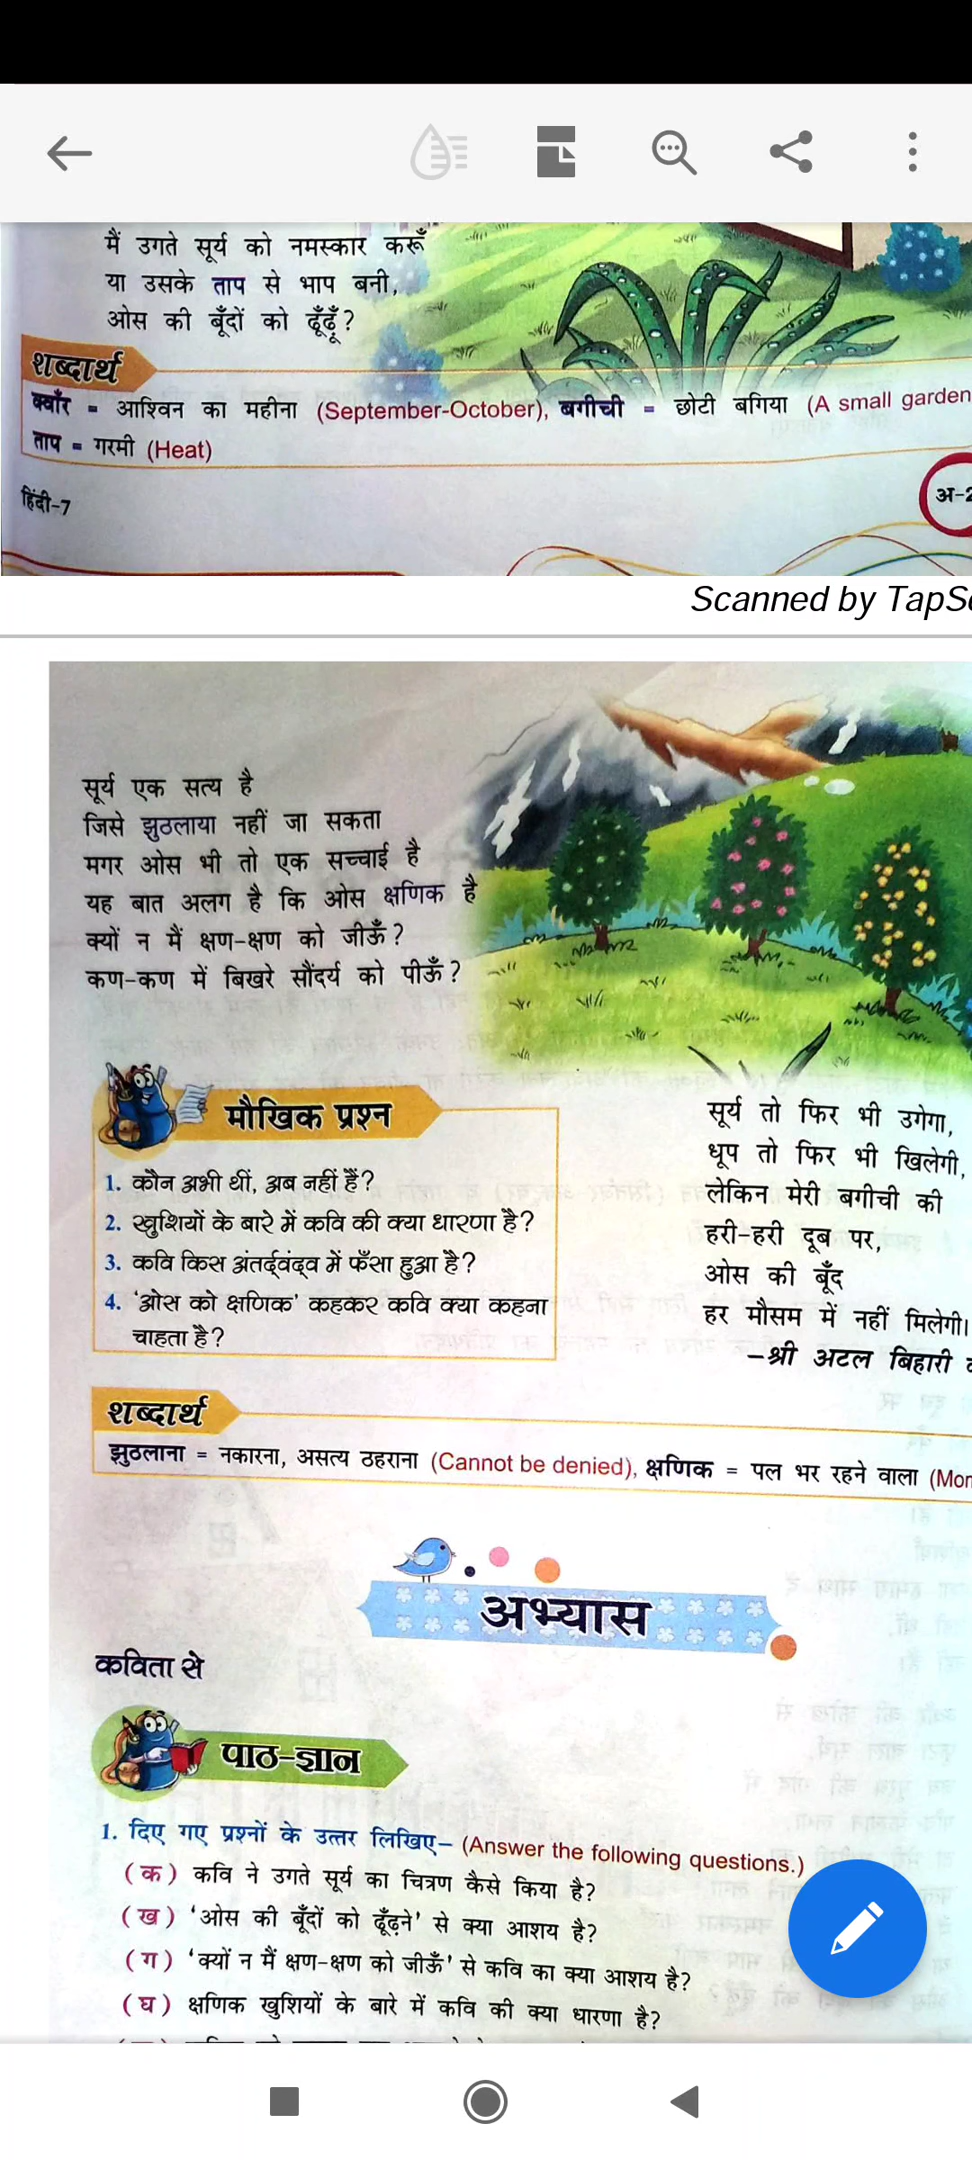 मैं उगते सूर्य को नमस्कार करूँ
या उसके ताप से भाप बनी,
ओस की बूँदों को ढूँढूँ?
शब्दार्थ
क्वाँर = आश्विन का महीना (September-October), बगीची = छोटी बगिया (A small garden
ताप = गरमी (Heat)
हिंदी-7
अ-2
Scanned by TapSc
सूर्य एक सत्य है
जिसे झुठलाया नहीं जा सकता
मगर ओस भी तो एक सच्चाई है
यह बात अलग है कि ओस क्षणिक है
क्यों न मैं क्षण-क्षण को जीऊँ?
कण-कण में बिखरे सौंदर्य को पीऊँ?
मौखिक प्रश्न
1. कौन अभी थीं, अब नहीं हैं?
2. खुशियों के बारे में कवि की क्या धारणा है?
3. कवि किस अंतर्द्वंद्व में फँसा हुआ है?
4. 'ओस को क्षणिक' कहकर कवि क्या कहना
चाहता है?
सूर्य तो फिर भी उगेगा,
धूप तो फिर भी खिलेगी,
लेकिन मेरी बगीची की
हरी-हरी दूब पर,
ओस की बूँद
हर मौसम में नहीं मिलेगी।
-श्री अटल बिहारी
शब्दार्थ
झुठलाना = नकारना, असत्य ठहराना (Cannot be denied), क्षणिक = पल भर रहने वाला (Mom
अभ्यास
कविता से
पाठ-ज्ञान
1. दिए गए प्रश्नों के उत्तर लिखिए- (Answer the following questions.)
(क) कवि ने उगते सूर्य का चित्रण कैसे किया है?
(ख) 'ओस की बूँदों को ढूँढ़ने' से क्या आशय है?
(ग) 'क्यों न मैं क्षण-क्षण को जीऊँ' से कवि का क्या आशय है?
(घ) क्षणिक खुशियों के बारे में कवि की क्या धारणा है?